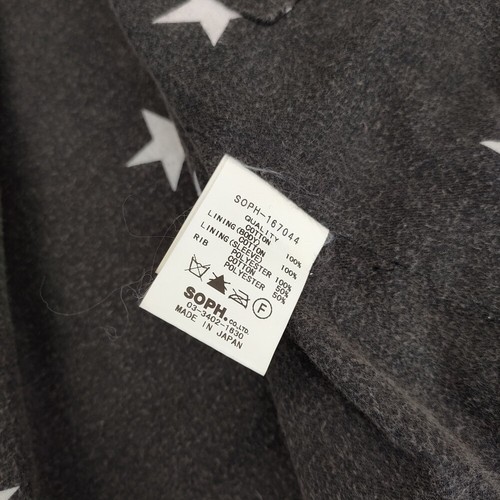 SOPH-167044
QUALITY
COTTON 100%
LINING(BODY)
COTTON 100%
LINING(SLEEVE)
POLYESTER 100%
RIB COTTON 50%
POLYESTER 50%
F
SOPH. CO.,LTD.
03-3402-1830
MADE IN JAPAN